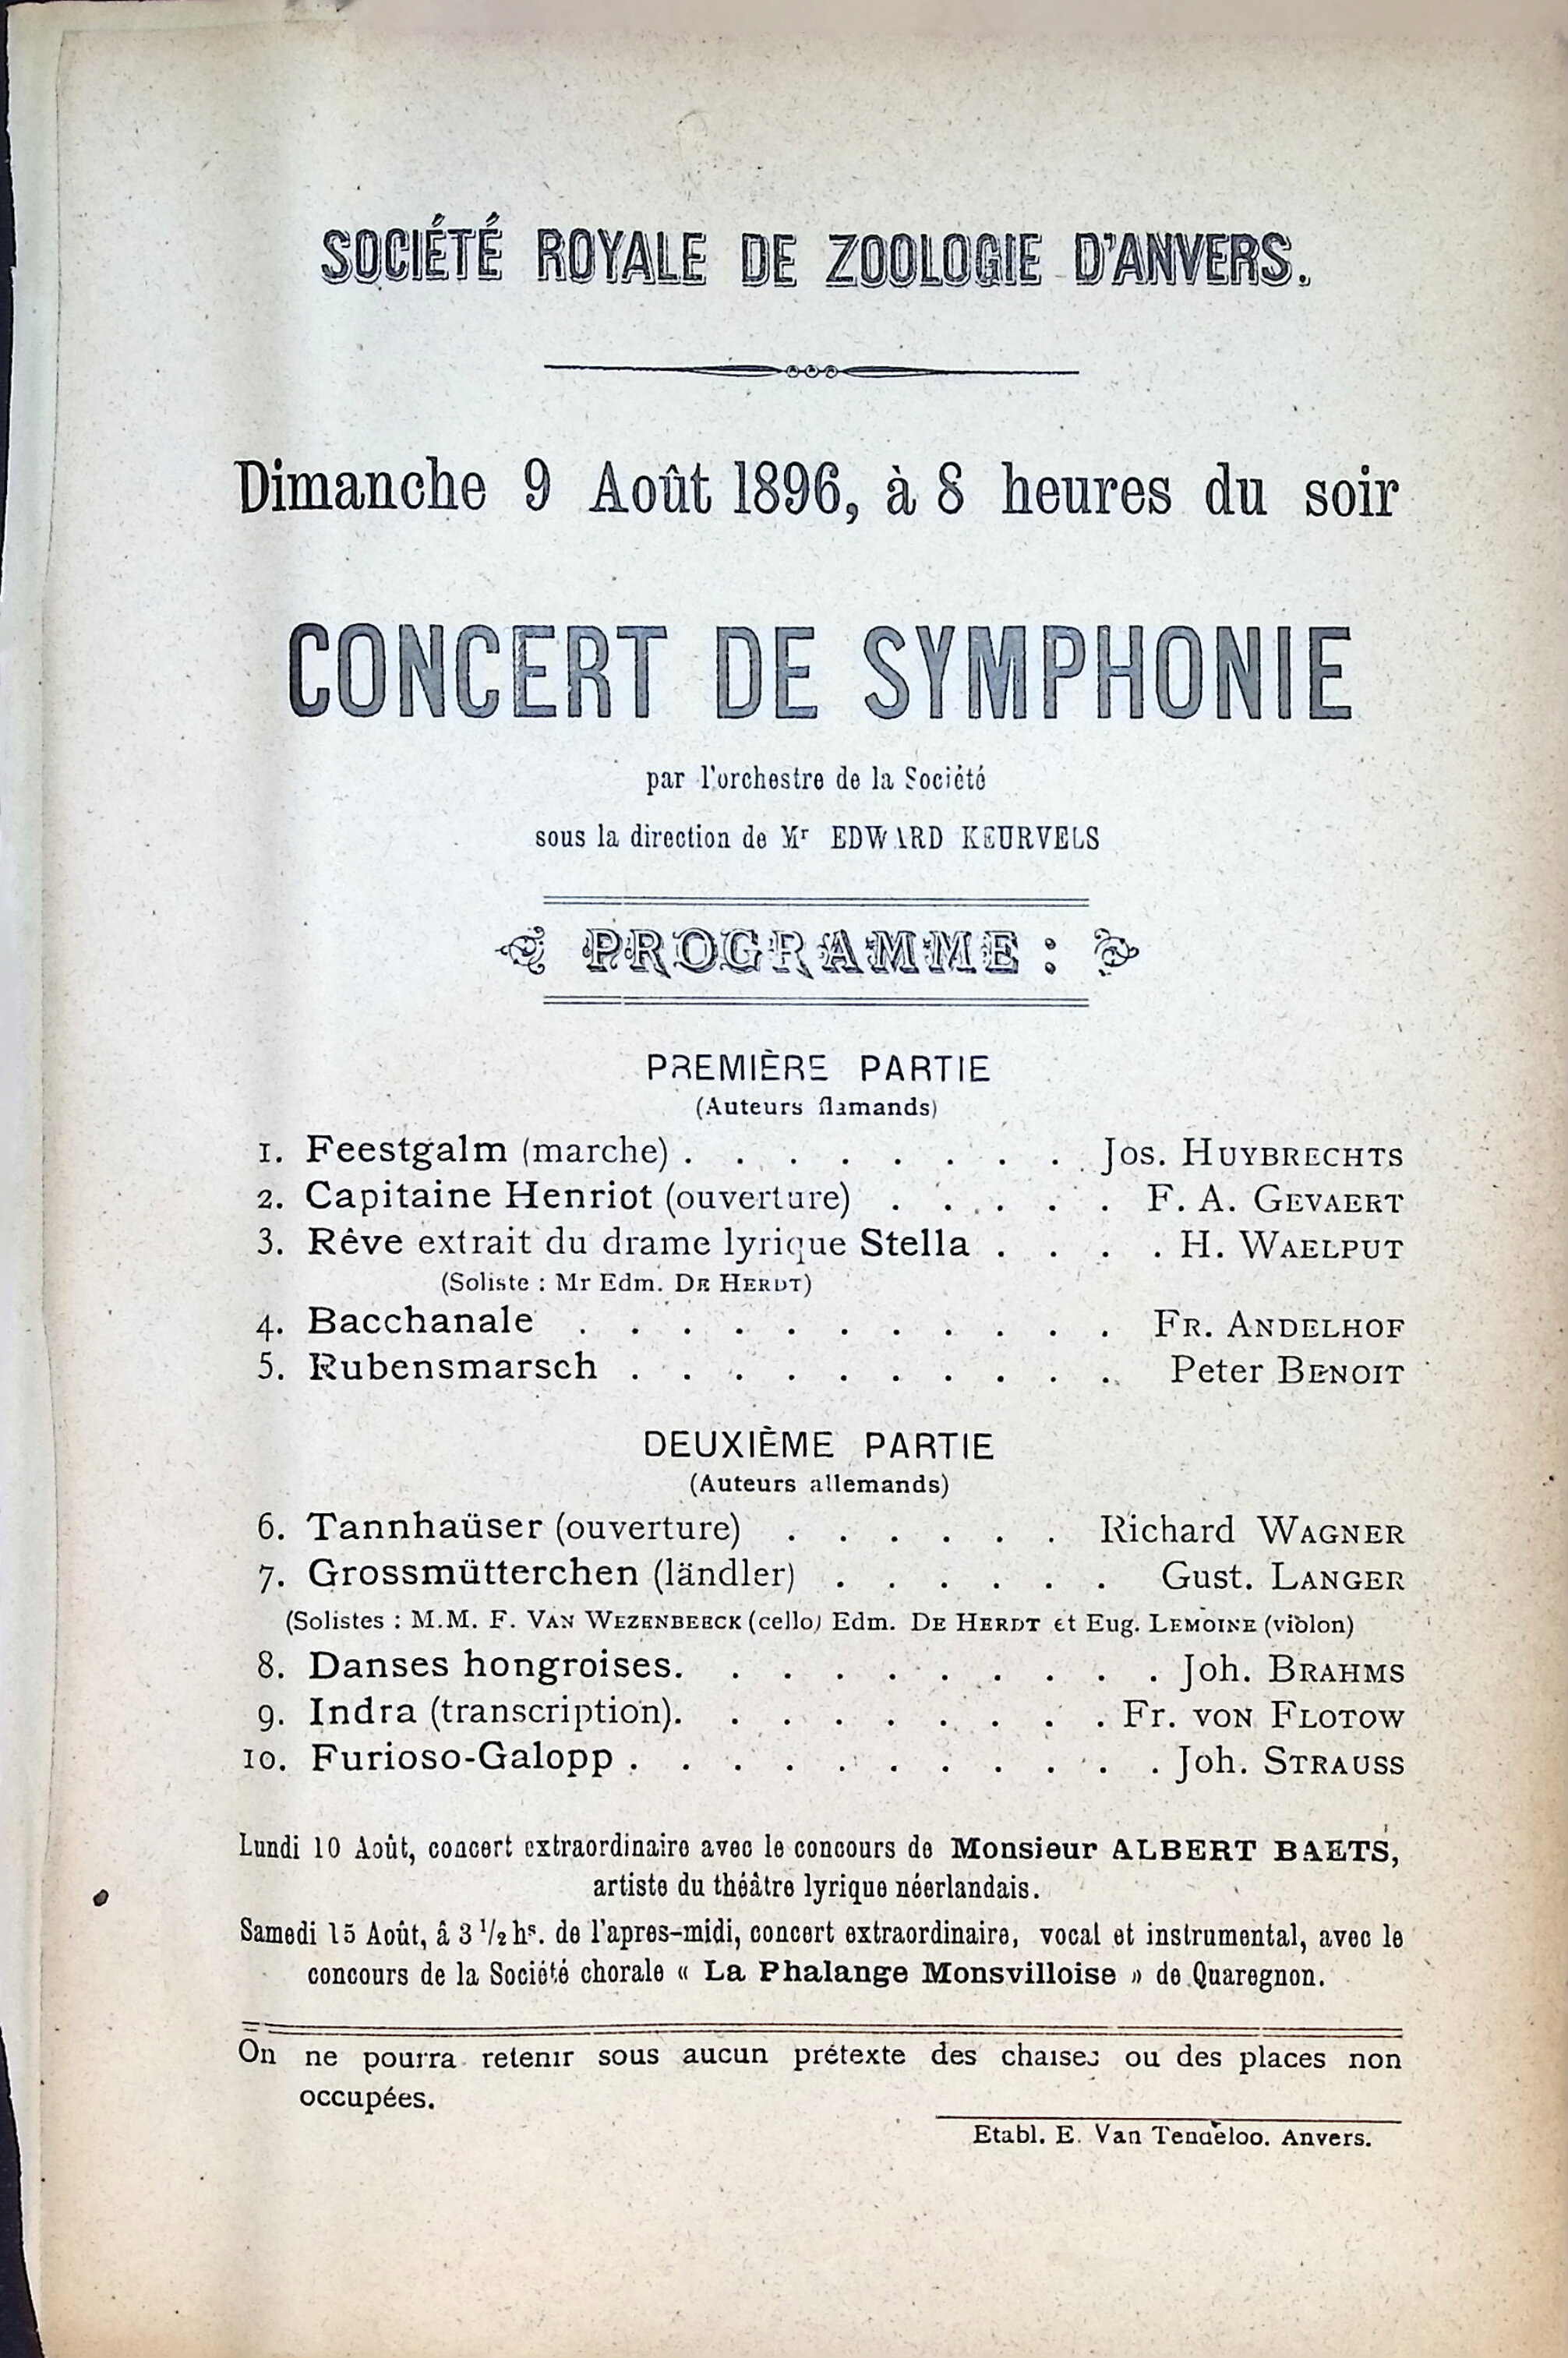 SOCIÉTÉ ROYALE DE ZOOLOGIE D'ANVERS.
Dimanche 9 Août 1896, à 8 heures du soir
CONCERT DE SYMPHONIE
par l'orchestre de la Société
sous la direction de Mr EDWARD KEURVELS
PROGRAMME :
PREMIÈRE PARTIE
(Auteurs flamands)
1. Feestgalm (marche) . . . . . . . . Jos. HUYBRECHTS
2. Capitaine Henriot (ouverture) . . . . . F. A. GEVAERT
3. Rêve extrait du drame lyrique Stella . . . . H. WAELPUT
(Soliste : Mr Edm. DE HERDT)
4. Bacchanale . . . . . . . . . . . FR. ANDELHOF
5. Rubensmarsch . . . . . . . . . . Peter BENOIT
DEUXIÈME PARTIE
(Auteurs allemands)
6. Tannhaüser (ouverture) . . . . . . Richard WAGNER
7. Grossmütterchen (ländler) . . . . . . Gust. LANGER
(Solistes : M.M. F. VAN WEZENBEECK (cello) Edm. DE HERDT et Eug. LEMOINE (violon)
8. Danses hongroises. . . . . . . . . . Joh. BRAHMS
9. Indra (transcription). . . . . . . . . Fr. VON FLOTOW
10. Furioso-Galopp . . . . . . . . . . . Joh. STRAUSS
Lundi 10 Août, concert extraordinaire avec le concours de Monsieur ALBERT BAETS,
artiste du théâtre lyrique néerlandais.
Samedi 15 Août, â 3 1/2 hs. de l'apres-midi, concert extraordinaire, vocal et instrumental, avec le
concours de la Société chorale « La Phalange Monsvilloise » de Quaregnon.
On ne pourra retenir sous aucun prétexte des chaises ou des places non
occupées.
Etabl. E. Van Tendeloo. Anvers.